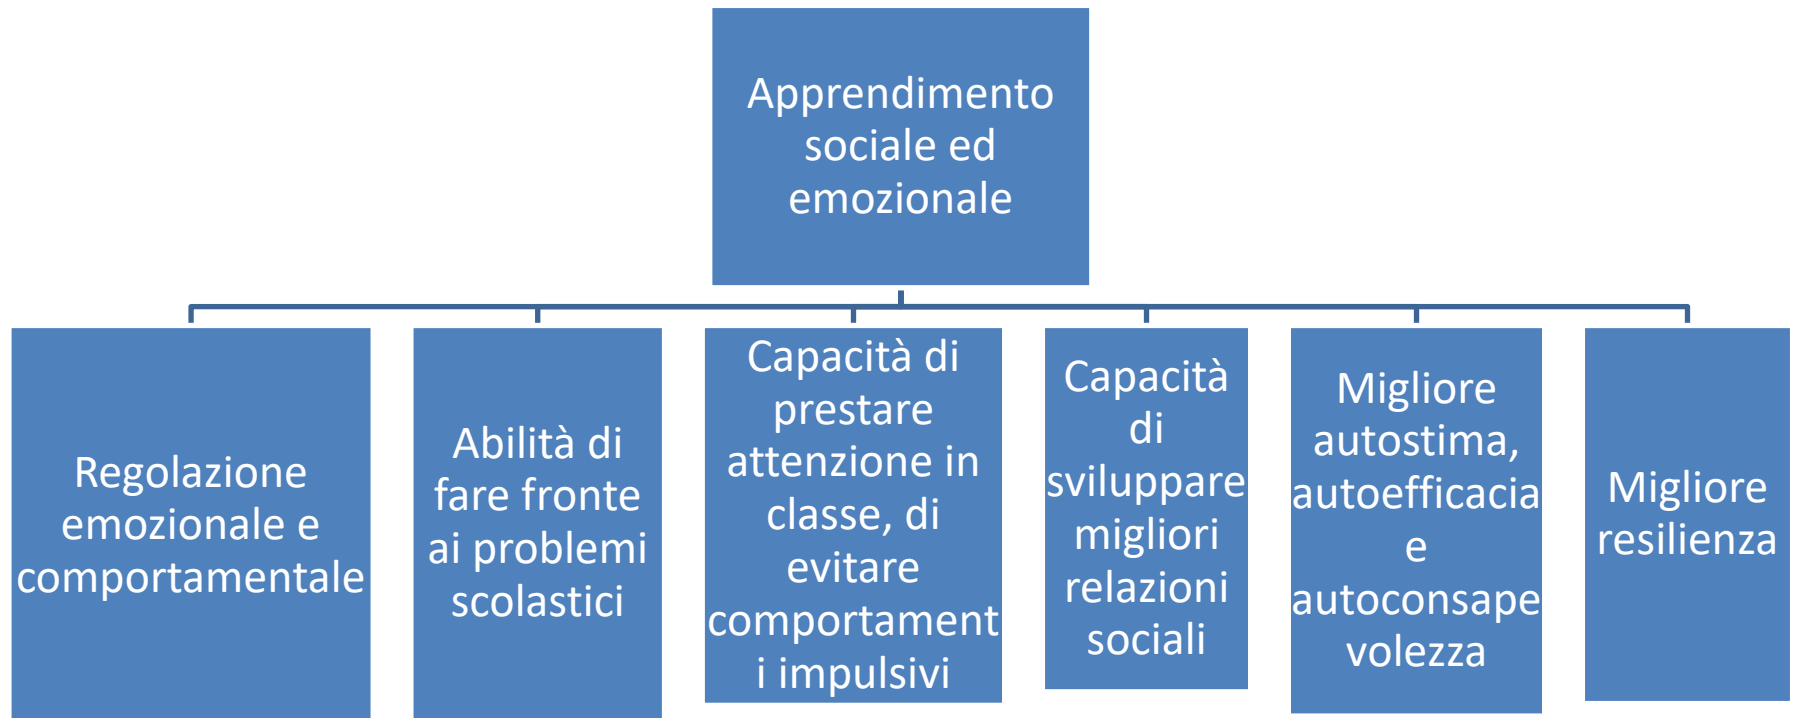 Apprendimento
sociale ed
emozionale
Regolazione
emozionale e
comportamentale
Abilità di
fare fronte
ai problemi
scolastici
Capacità di
prestare
attenzione in
classe, di
evitare
comportament
i impulsivi
Capacità
di
sviluppare
migliori
relazioni
sociali
Migliore
autostima,
autoefficacia
e
autoconsape
volezza
Migliore
resilienza